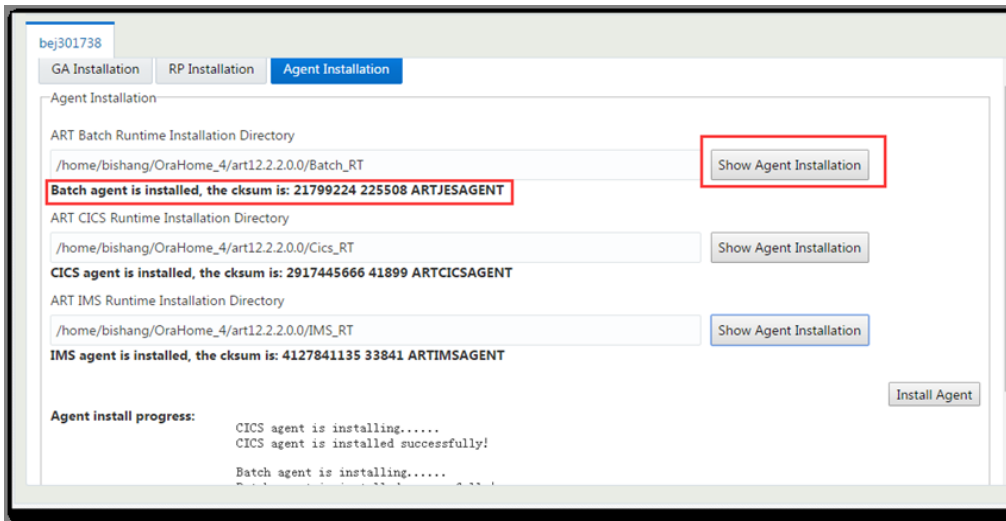 bej301738
GA Installation RP Installation Agent Installation
Agent Installation
ART Batch Runtime Installation Directory
/home/bishang/OraHome_4/art12.2.2.0.0/Batch_RT Show Agent Installation
Batch agent is installed, the cksum is: 21799224 225508 ARTJESAGENT
ART CICS Runtime Installation Directory
/home/bishang/OraHome_4/art12.2.2.0.0/Cics_RT Show Agent Installation
CICS agent is installed, the cksum is: 2917445666 41899 ARTCICSAGENT
ART IMS Runtime Installation Directory
/home/bishang/OraHome_4/art12.2.2.0.0/IMS_RT Show Agent Installation
IMS agent is installed, the cksum is: 4127841135 33841 ARTIMSAGENT
Install Agent
Agent install progress:
CICS agent is installing......
CICS agent is installed successfully!
Batch agent is installing......